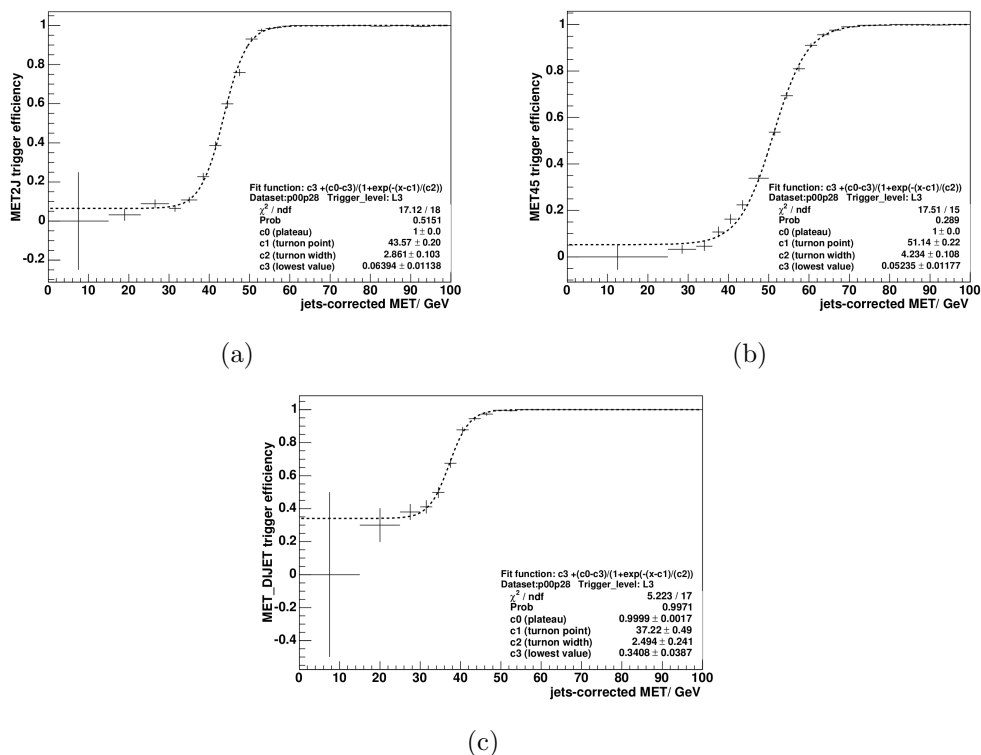 MET2J trigger efficiency
1
0.8
0.6
0.4
0.2
0
-0.2
Fit function: c3 +(c0-c3)/(1+exp(-(x-c1)/(c2))
Dataset:p00p28 Trigger_level: L3
χ² / ndf 17.12 / 18
Prob 0.5151
c0 (plateau) 1 ± 0.0
c1 (turnon point) 43.57 ± 0.20
c2 (turnon width) 2.861 ± 0.103
c3 (lowest value) 0.06394 ± 0.01138
0 10 20 30 40 50 60 70 80 90 100
jets-corrected MET/ GeV
(a)
MET45 trigger efficiency
1
0.8
0.6
0.4
0.2
0
Fit function: c3 +(c0-c3)/(1+exp(-(x-c1)/(c2))
Dataset:p00p28 Trigger_level: L3
χ² / ndf 17.51 / 15
Prob 0.289
c0 (plateau) 1 ± 0.0
c1 (turnon point) 51.14 ± 0.22
c2 (turnon width) 4.234 ± 0.108
c3 (lowest value) 0.05235 ± 0.01177
0 10 20 30 40 50 60 70 80 90 100
jets-corrected MET/ GeV
(b)
MET_DIJET trigger efficiency
1
0.8
0.6
0.4
0.2
0
-0.2
-0.4
Fit function: c3 +(c0-c3)/(1+exp(-(x-c1)/(c2))
Dataset:p00p28 Trigger_level: L3
χ² / ndf 5.223 / 17
Prob 0.9971
c0 (plateau) 0.9999 ± 0.0017
c1 (turnon point) 37.22 ± 0.49
c2 (turnon width) 2.494 ± 0.241
c3 (lowest value) 0.3408 ± 0.0387
0 10 20 30 40 50 60 70 80 90 100
jets-corrected MET/ GeV
(c)